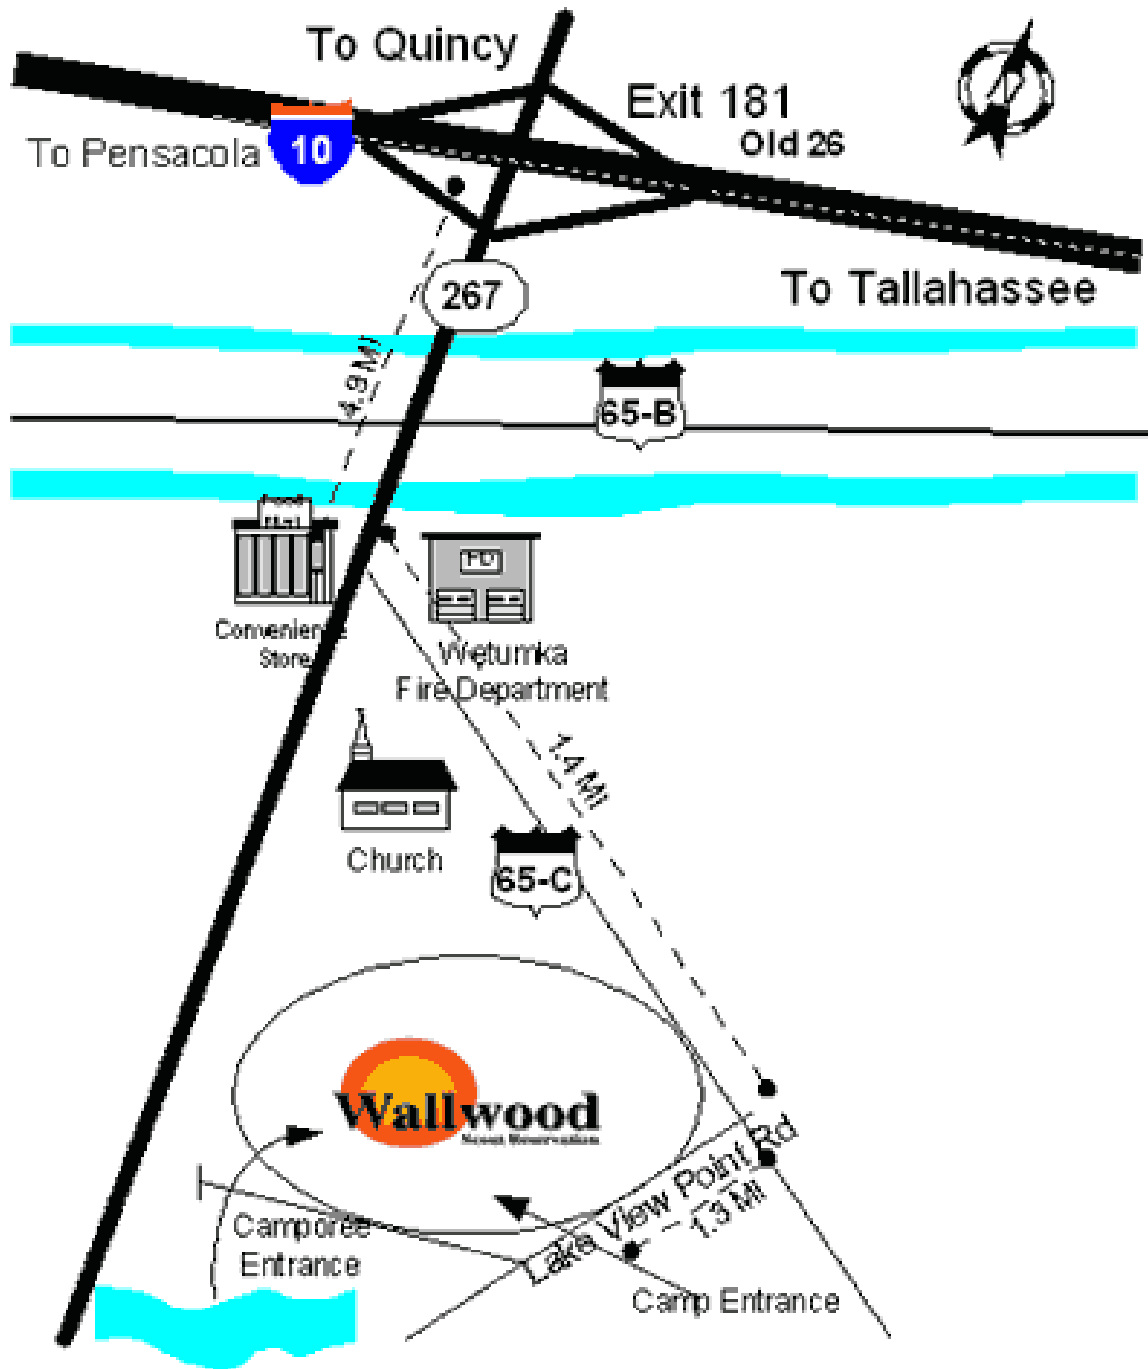 To Quincy
Exit 181
Old 26
To Pensacola
10
267
To Tallahassee
4.8 MI
65-B
FD
Convenience
Store
Wetumka
Fire Department
1.4 MI
Church
65-C
Wallwood
Scout Reservation
Lake View Point Rd
1.3 MI
Camporee
Entrance
Camp Entrance